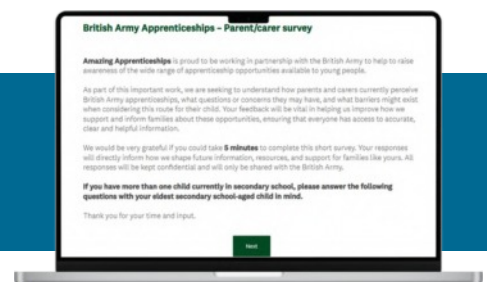 British Army Apprenticeships – Parent/carer survey
Amazing Apprenticeships is proud to be working in partnership with the British Army to help to raise
awareness of the wide range of apprenticeship opportunities available to young people.
As part of this important work, we are seeking to understand how parents and carers currently perceive
British Army apprenticeships, what questions or concerns they may have, and what barriers might exist
when considering this route for their child. Your feedback will be vital in helping us improve how we
support and inform families about these opportunities, ensuring that everyone has access to accurate,
clear and helpful information.
We would be very grateful if you could take 5 minutes to complete this short survey. Your responses
will directly inform how we shape future information, resources, and support for families like yours. All
responses will be kept confidential and will only be shared with the British Army.
If you have more than one child currently in secondary school, please answer the following
questions with your eldest secondary school-aged child in mind.
Thank you for your time and input.
Next